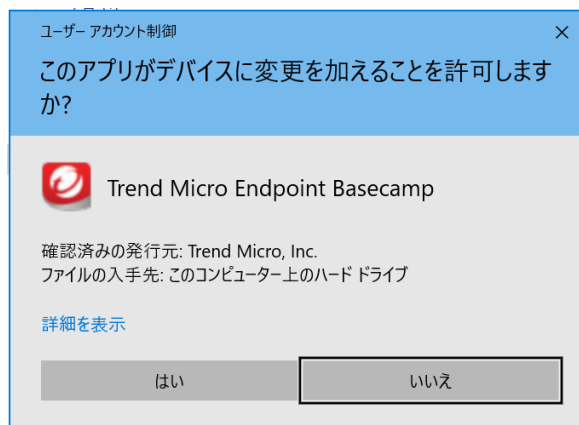 ユーザー アカウント制御
このアプリがデバイスに変更を加えることを許可します
か?
Trend Micro Endpoint Basecamp
確認済みの発行元: Trend Micro, Inc.
ファイルの入手先: このコンピューター上のハード ドライブ
詳細を表示
はい
いいえ